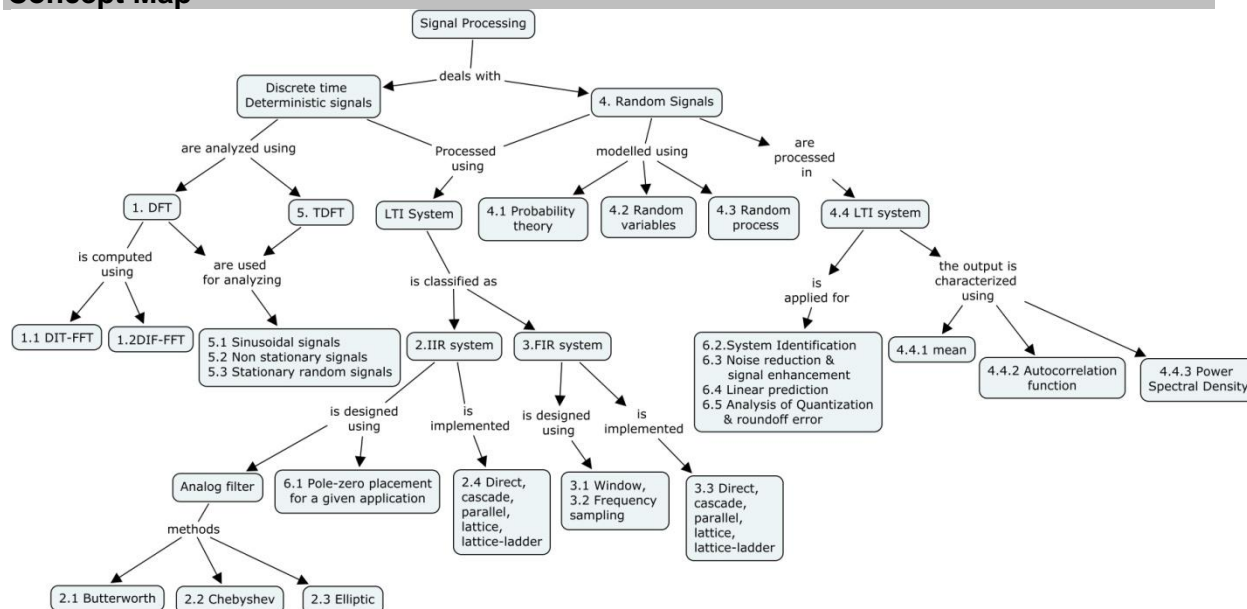 Concept Map
Signal Processing
deals with
Discrete time
Deterministic signals
4. Random Signals
are analyzed using
Processed
using
modelled using
are
processed
in
1. DFT
5. TDFT
LTI System
4.1 Probability
theory
4.2 Random
variables
4.3 Random
process
4.4 LTI system
is computed
using
are used
for analyzing
is classified as
is
applied for
the output is
characterized
using
1.1 DIT-FFT
1.2DIF-FFT
5.1 Sinusoidal signals
5.2 Non stationary signals
5.3 Stationary random signals
2.IIR system
3.FIR system
6.2.System Identification
6.3 Noise reduction &
signal enhancement
6.4 Linear prediction
6.5 Analysis of Quantization
& roundoff error
4.4.1 mean
4.4.2 Autocorrelation
function
4.4.3 Power
Spectral Density
is designed
using
is
implemented
is designed
using
is
implemented
Analog filter
6.1 Pole-zero placement
for a given application
2.4 Direct,
cascade,
parallel,
lattice,
lattice-ladder
3.1 Window,
3.2 Frequency
sampling
3.3 Direct,
cascade,
parallel,
lattice,
lattice-ladder
methods
2.1 Butterworth
2.2 Chebyshev
2.3 Elliptic